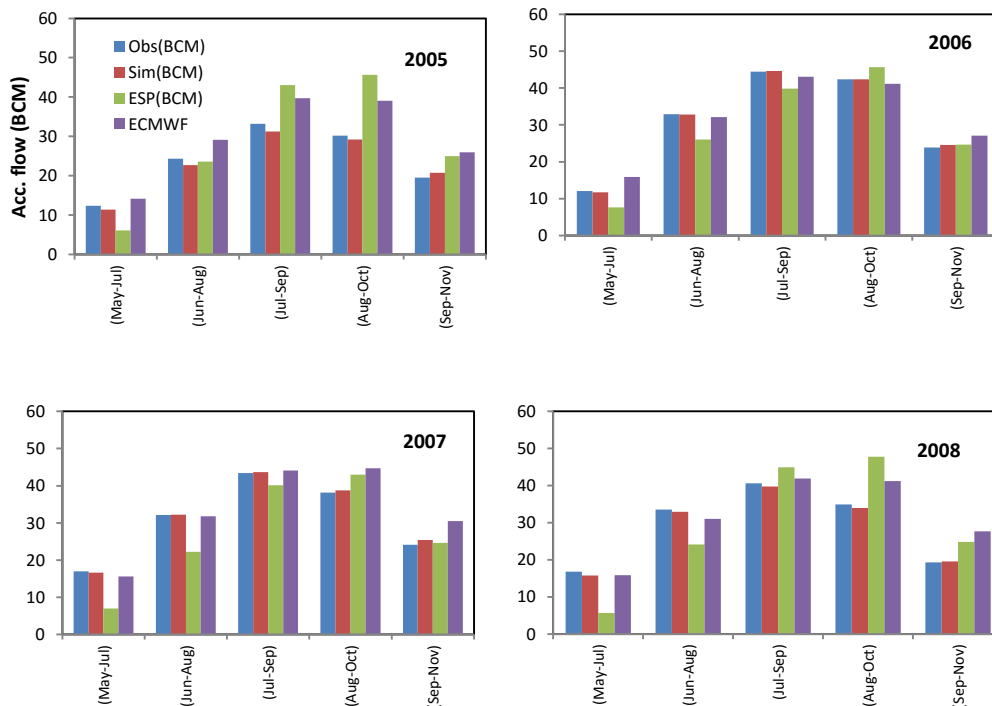 60
50
40
30
20
10
0
Acc. flow (BCM)
Obs(BCM)
Sim(BCM)
ESP(BCM)
ECMWF
2005
(May-Jul)
(Jun-Aug)
(Jul-Sep)
(Aug-Oct)
(Sep-Nov)
60
50
40
30
20
10
0
2006
(May-Jul)
(Jun-Aug)
(Jul-Sep)
(Aug-Oct)
(Sep-Nov)
60
50
40
30
20
10
0
2007
(May-Jul)
(Jun-Aug)
(Jul-Sep)
(Aug-Oct)
(Sep-Nov)
60
50
40
30
20
10
0
2008
(May-Jul)
(Jun-Aug)
(Jul-Sep)
(Aug-Oct)
(Sep-Nov)